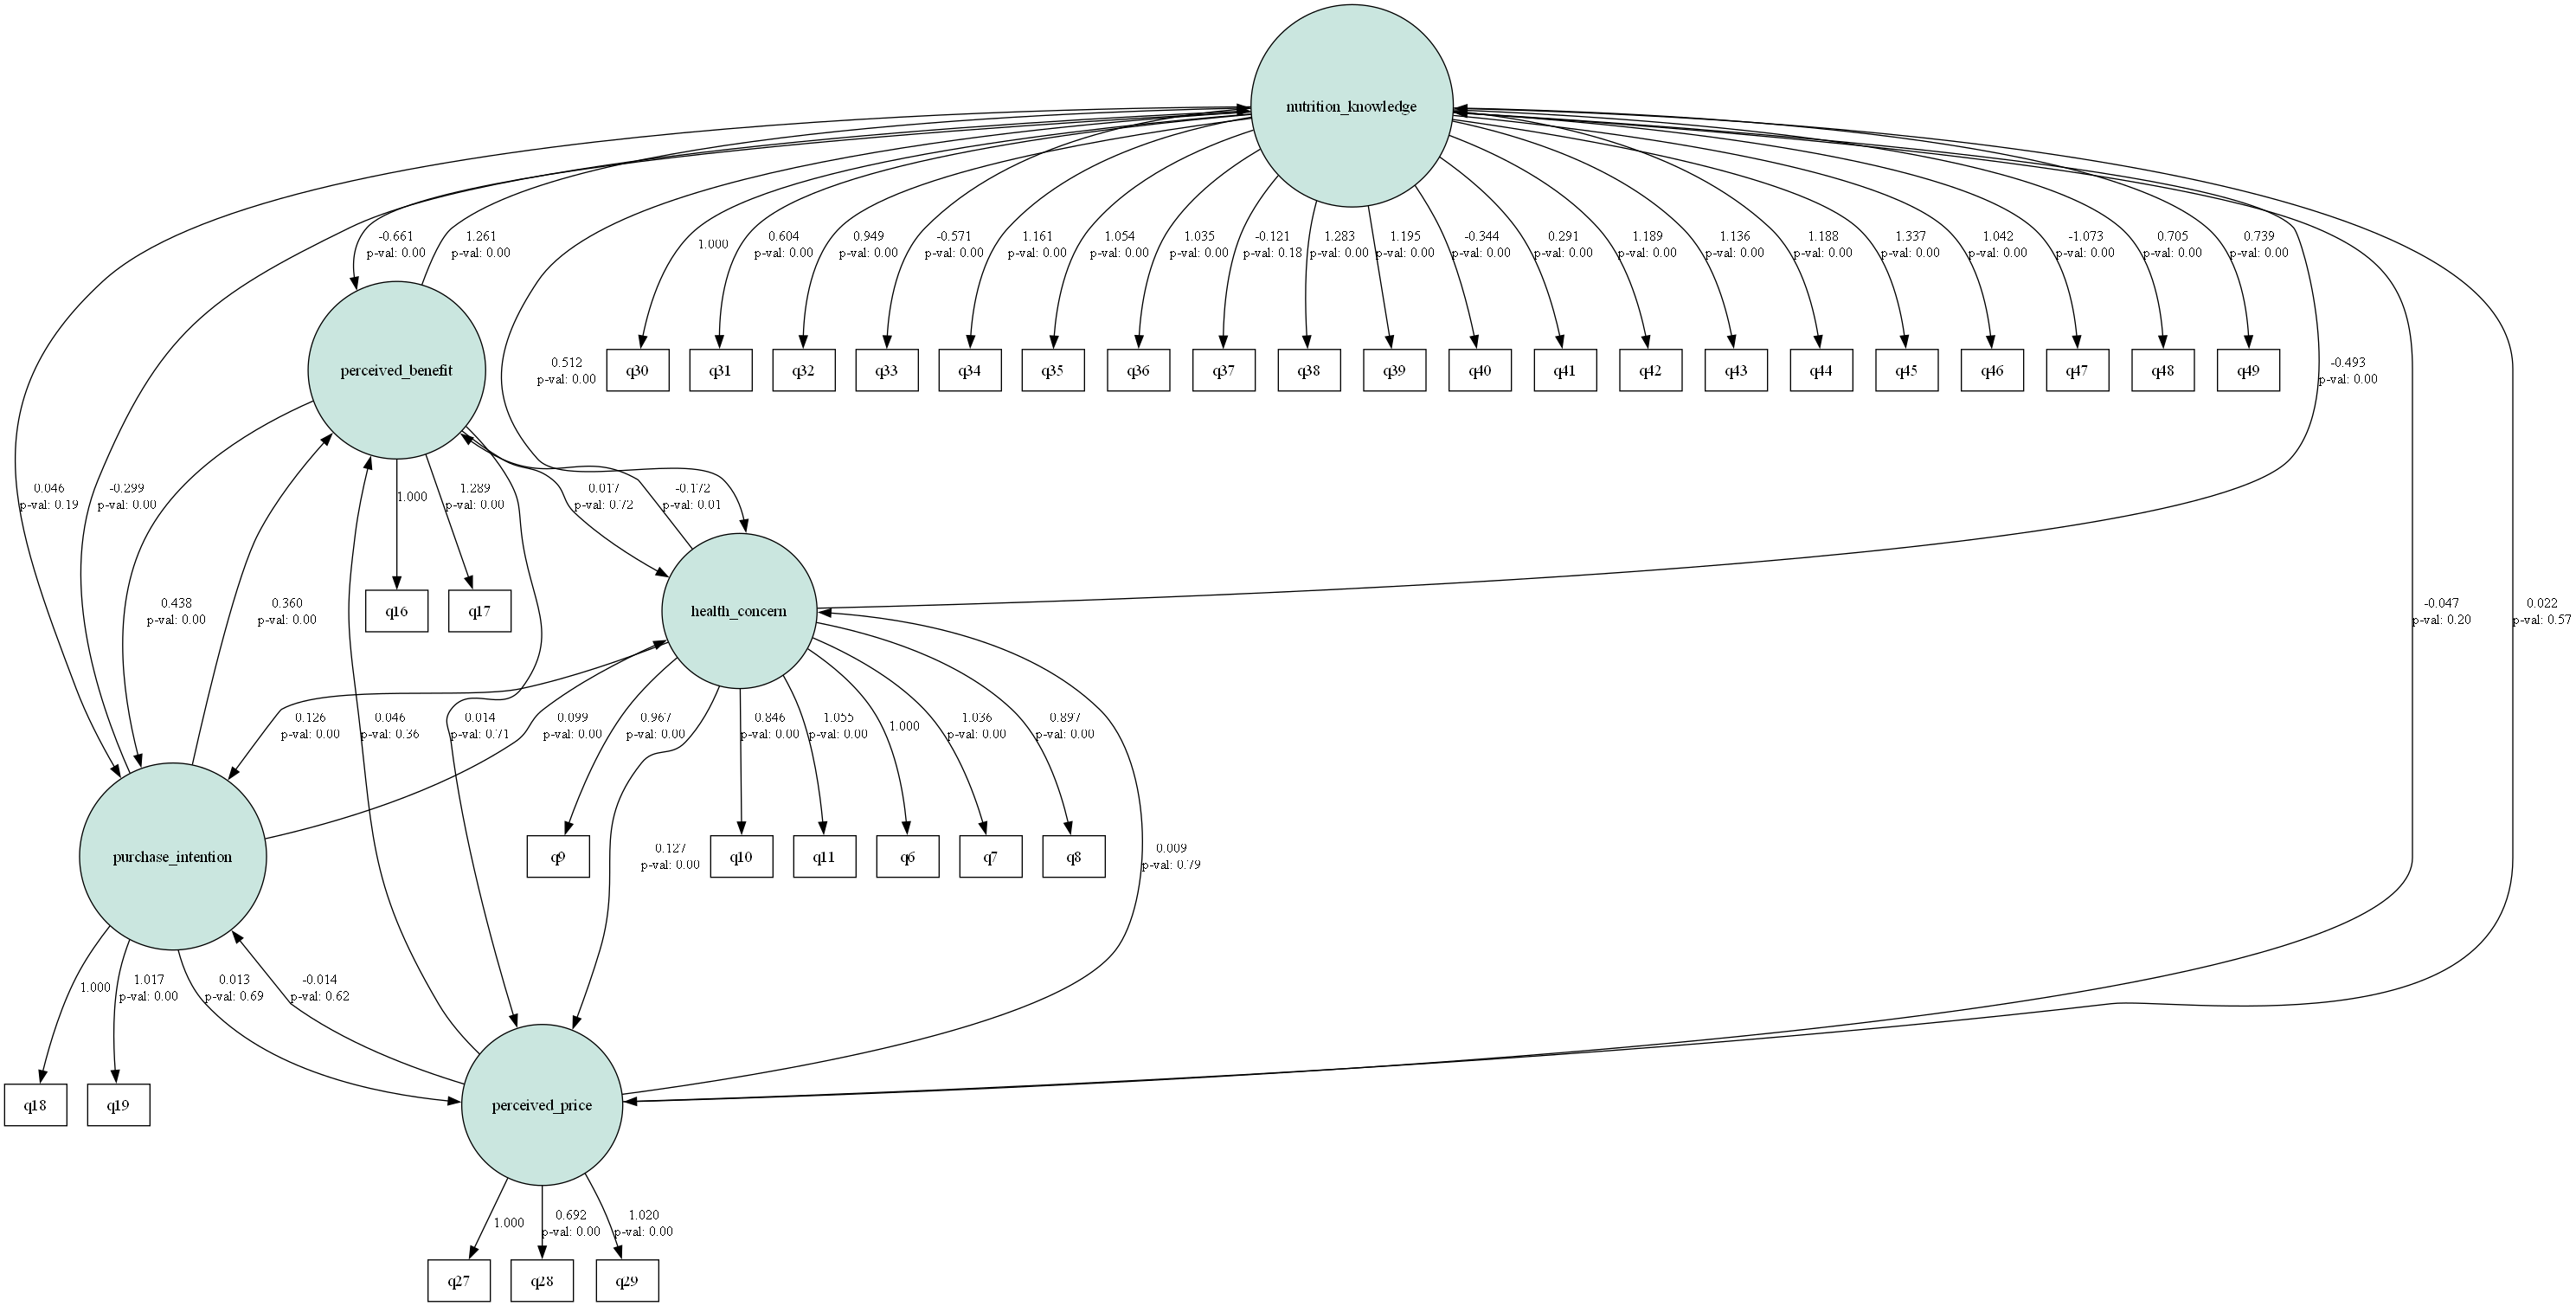 nutrition_knowledge
-0.661
p-val: 0.00
1.261
p-val: 0.00
1.000
0.604
p-val: 0.00
0.949
p-val: 0.00
-0.571
p-val: 0.00
1.161
p-val: 0.00
1.054
p-val: 0.00
1.035
p-val: 0.00
-0.121
p-val: 0.18
1.283
p-val: 0.00
1.195
p-val: 0.00
-0.344
p-val: 0.00
0.291
p-val: 0.00
1.189
p-val: 0.00
1.136
p-val: 0.00
1.188
p-val: 0.00
1.337
p-val: 0.00
1.042
p-val: 0.00
-1.073
p-val: 0.00
0.705
p-val: 0.00
0.739
p-val: 0.00
perceived_benefit
0.512
p-val: 0.00
q30
q31
q32
q33
q34
q35
q36
q37
q38
q39
q40
q41
q42
q43
q44
q45
q46
q47
q48
q49
-0.493
p-val: 0.00
0.046
p-val: 0.19
-0.299
p-val: 0.00
1.000
1.289
p-val: 0.00
0.017
p-val: 0.72
-0.172
p-val: 0.01
0.438
p-val: 0.00
0.360
p-val: 0.00
q16
q17
health_concern
-0.047
p-val: 0.20
0.022
p-val: 0.57
0.126
p-val: 0.00
0.046
p-val: 0.36
0.014
p-val: 0.71
0.099
p-val: 0.00
0.967
p-val: 0.00
0.846
p-val: 0.00
1.055
p-val: 0.00
1.000
1.036
p-val: 0.00
0.897
p-val: 0.00
purchase_intention
q9
0.127
p-val: 0.00
q10
q11
q6
q7
q8
0.009
p-val: 0.79
1.000
1.017
p-val: 0.00
0.013
p-val: 0.69
-0.014
p-val: 0.62
q18
q19
perceived_price
1.000
0.692
p-val: 0.00
1.020
p-val: 0.00
q27
q28
q29